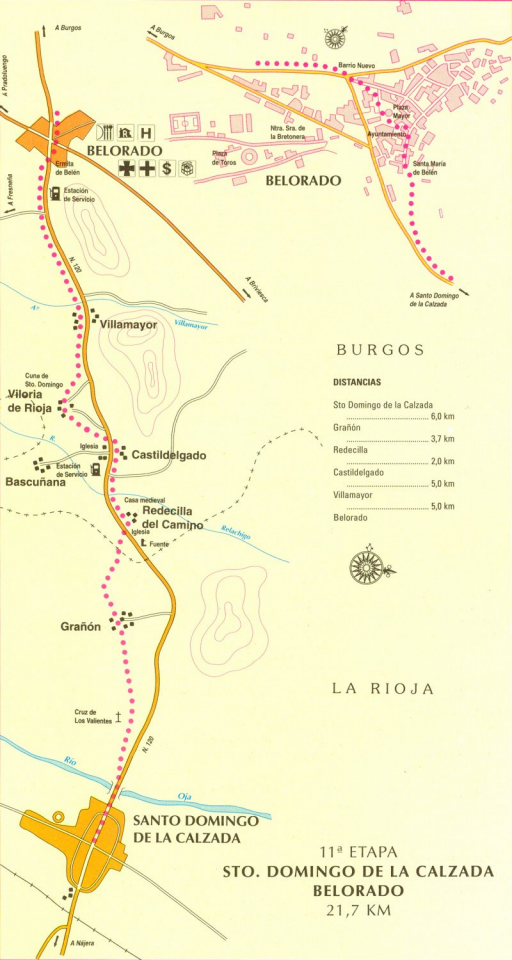 A Burgos
A Pradoluengo
H
$
BELORADO
Ermita
de Belén
Estación
de Servicio
A Fresneña
N. 120
A Briviesca
Villamayor
Villamayor
Cuna de
Sto. Domingo
Viloria
de Rioja
R.
Iglesia
Castildelgado
Estación
de Servicio
Bascuñana
Casa medieval
Redecilla
del Camino
Iglesia
Fuente
Relachigo
Grañón
Cruz de
Los Valientes
N. 120
Río
Oja
SANTO DOMINGO
DE LA CALZADA
A Nájera
A Burgos
Barrio Nuevo
Plaza
Mayor
Ayuntamiento
Ntra. Sra. de
la Bretonera
Plaza
de Toros
BELORADO
Santa María
de Belén
A Santo Domingo
de la Calzada
BURGOS
DISTANCIAS
Sto Domingo de la Calzada
6,0 km
Grañón
3,7 km
Redecilla
2,0 km
Castildelgado
5,0 km
Villamayor
5,0 km
Belorado
LA RIOJA
11ª ETAPA
STO. DOMINGO DE LA CALZADA
BELORADO
21,7 KM